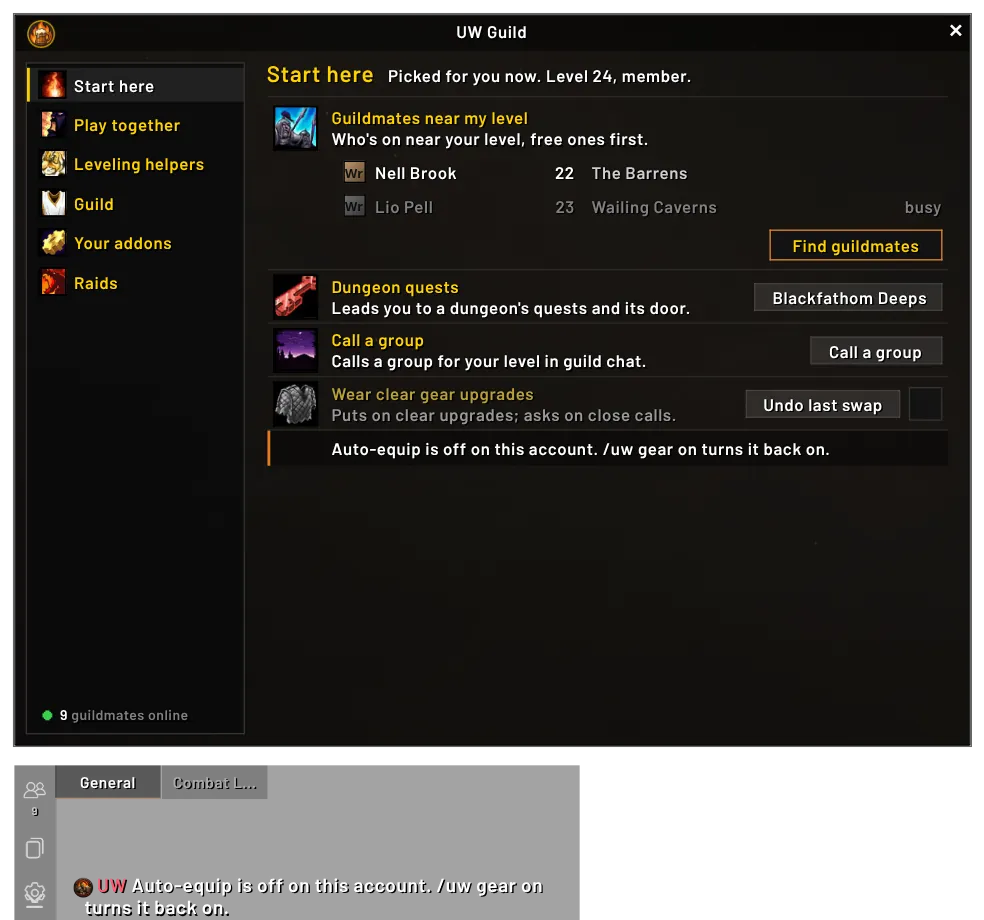 UW Guild
Start here
Play together
Leveling helpers
Guild
Your addons
Raids
9 guildmates online
Start here Picked for you now. Level 24, member.
Guildmates near my level
Who's on near your level, free ones first.
Wr Nell Brook 22 The Barrens
Wr Lio Pell 23 Wailing Caverns busy
Find guildmates
Dungeon quests
Leads you to a dungeon's quests and its door.
Blackfathom Deeps
Call a group
Calls a group for your level in guild chat.
Call a group
Wear clear gear upgrades
Puts on clear upgrades; asks on close calls.
Undo last swap
Auto-equip is off on this account. /uw gear on turns it back on.
General Combat L...
9
UW Auto-equip is off on this account. /uw gear on
turns it back on.